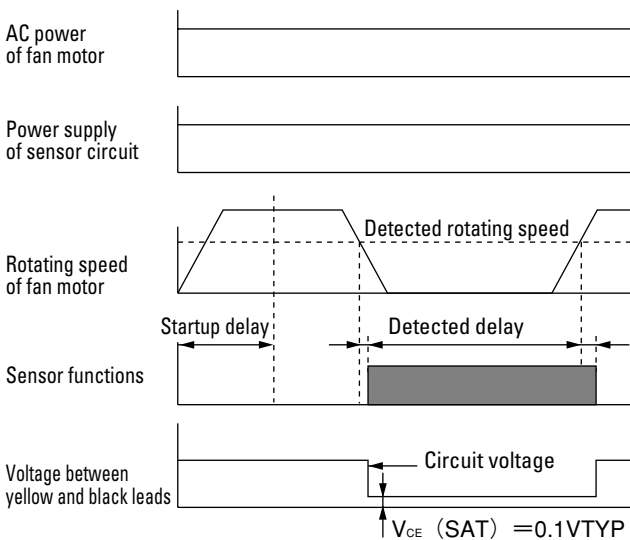 AC power
of fan motor
Power supply
of sensor circuit
Detected rotating speed
Rotating speed
of fan motor
Startup delay
Detected delay
Sensor functions
Circuit voltage
Voltage between
yellow and black leads
VCE (SAT) =0.1VTYP